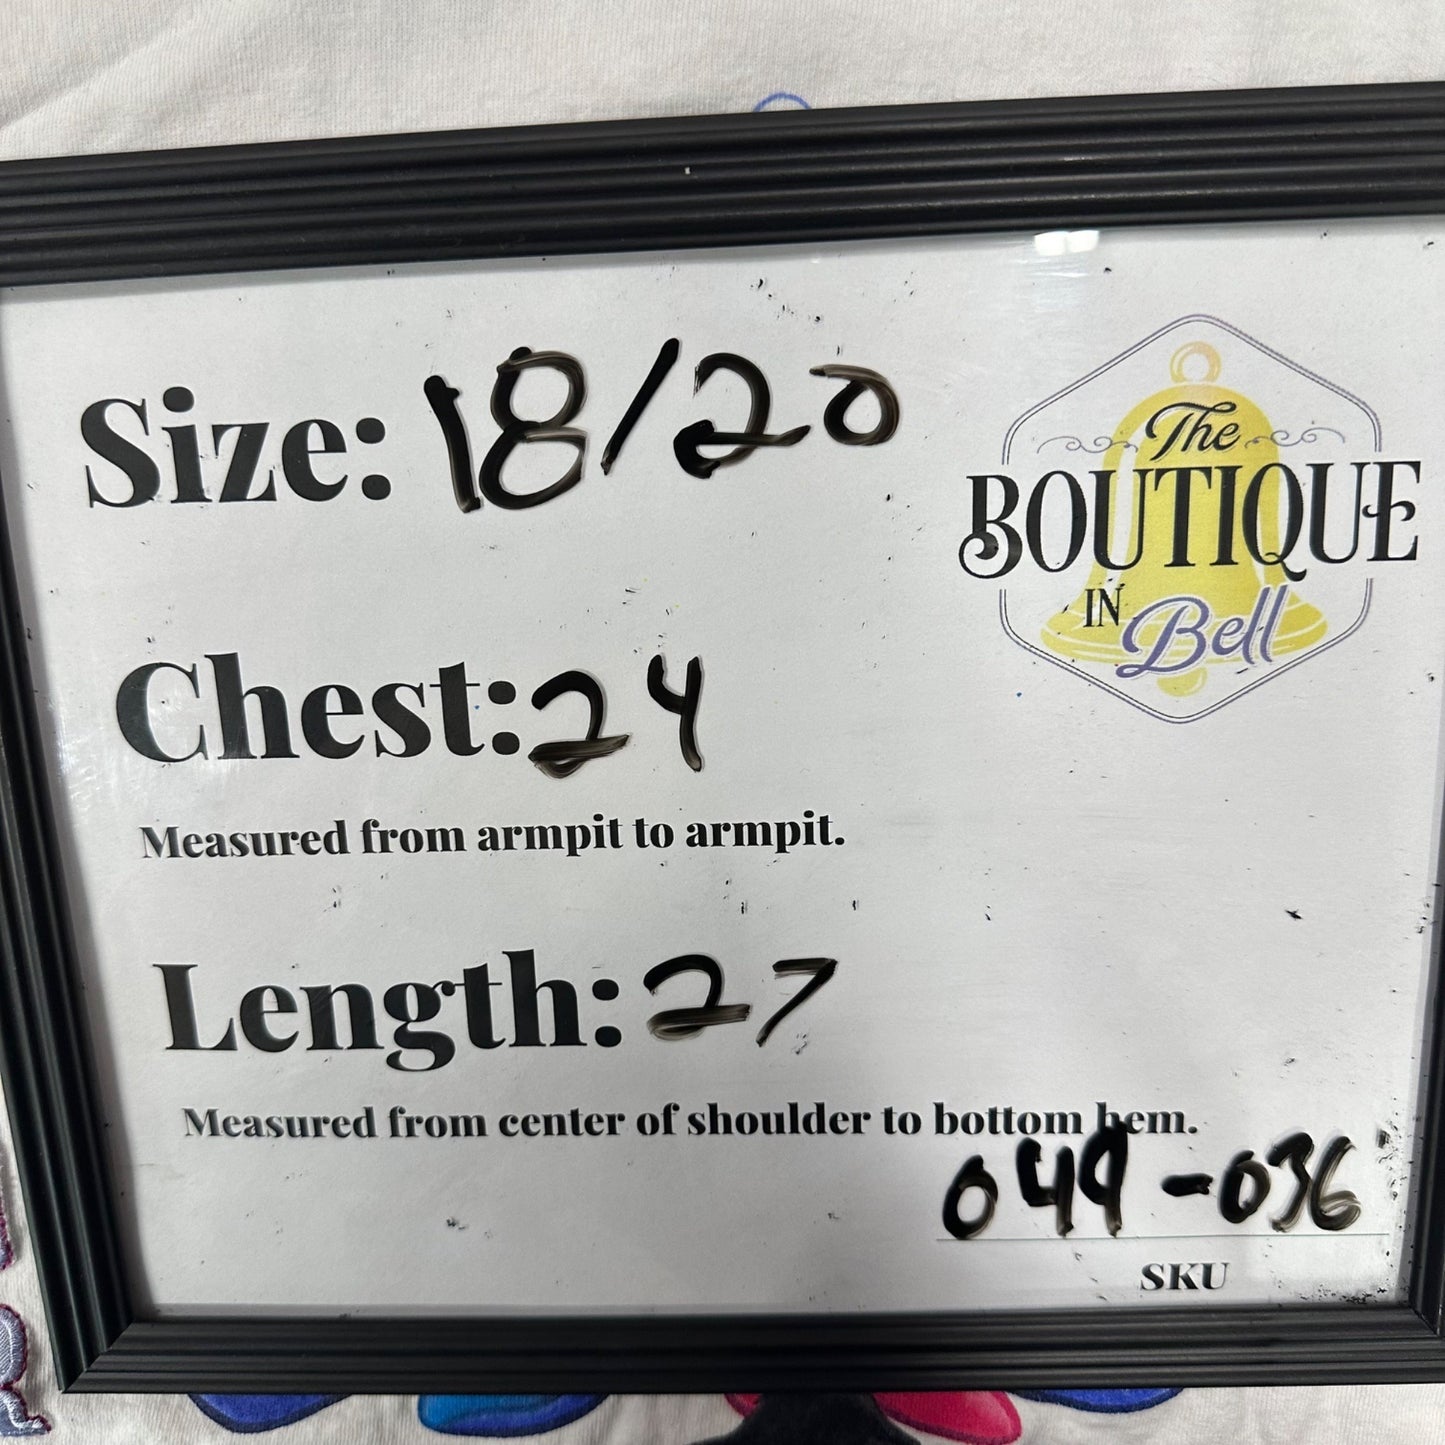 Size: 18/20
The
BOUTIQUE
IN Bell
Chest: 24
Measured from armpit to armpit.
Length: 27
Measured from center of shoulder to bottom hem.
049-036
SKU